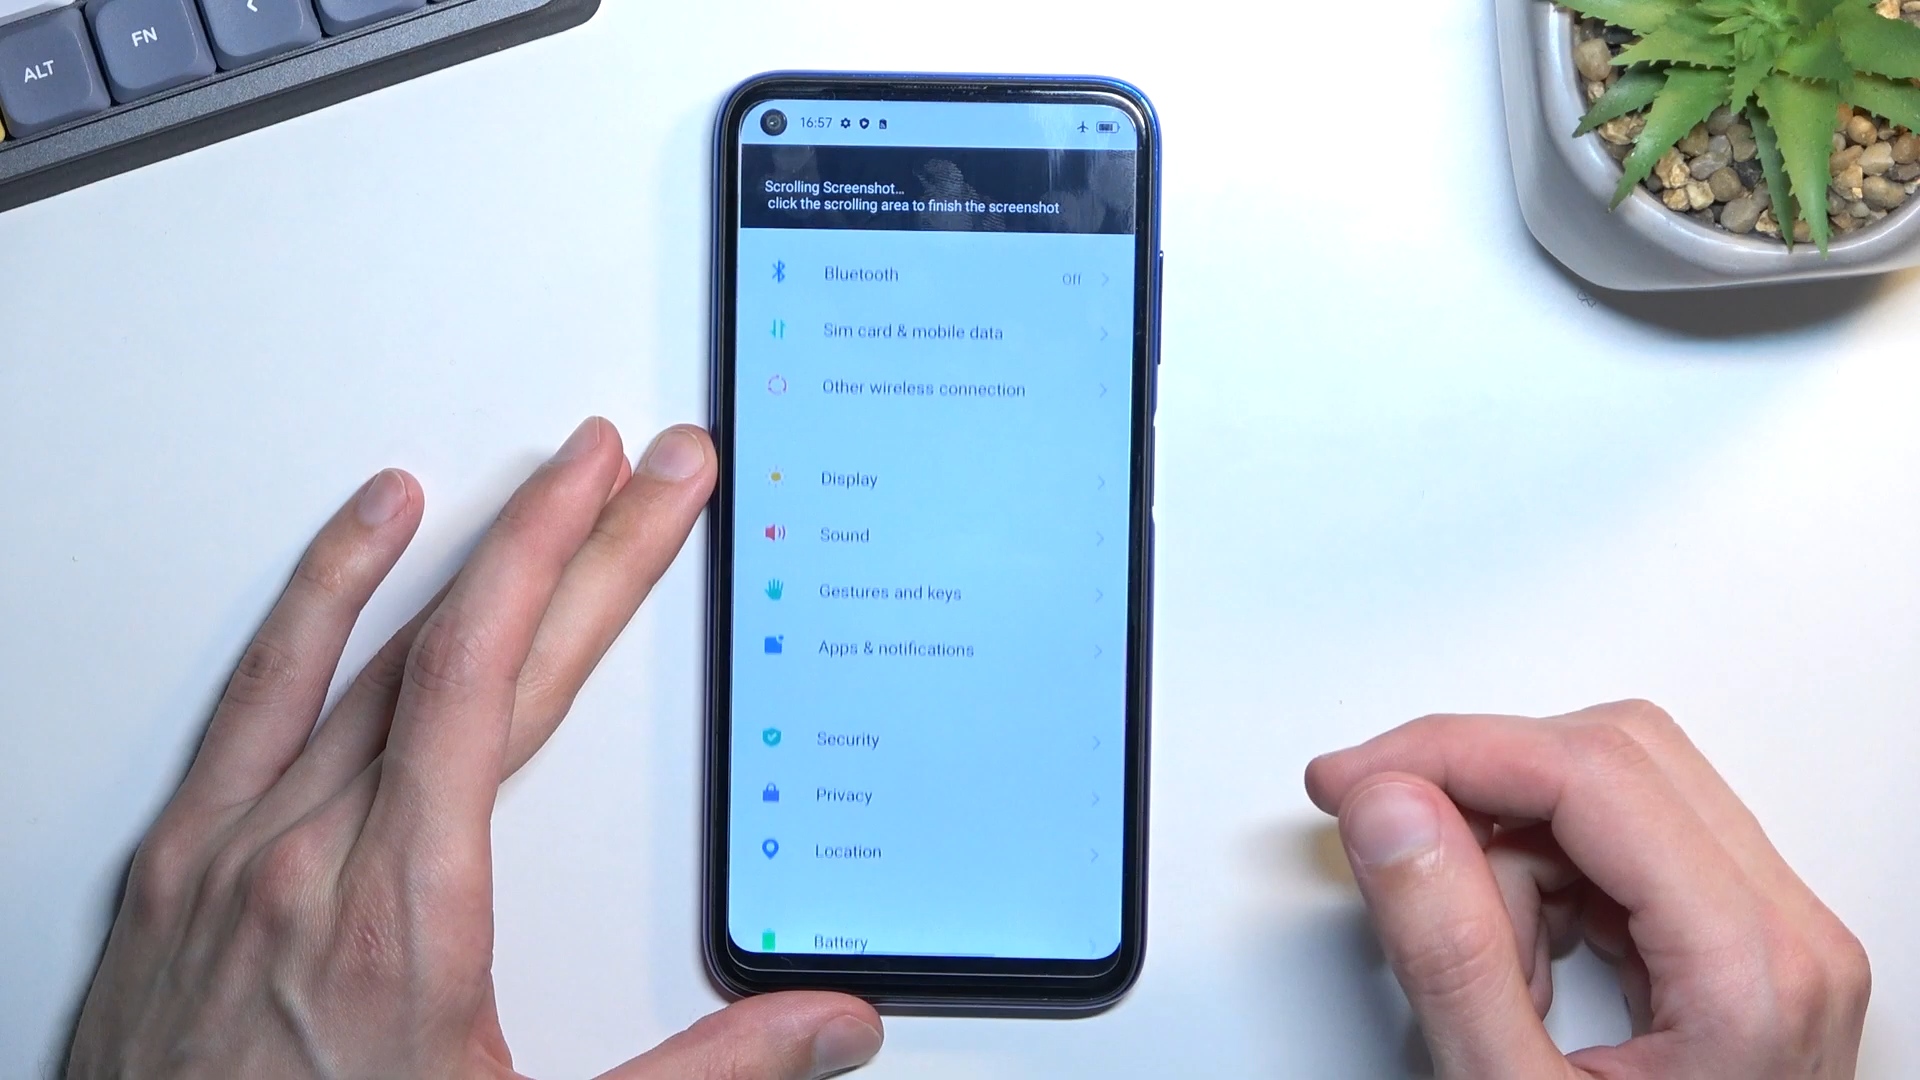 ALT
FN
<
16:57
Scrolling Screenshot...
click the scrolling area to finish the screenshot
Bluetooth Off
Sim card & mobile data
Other wireless connection
Display
Sound
Gestures and keys
Apps & notifications
Security
Privacy
Location
Battery